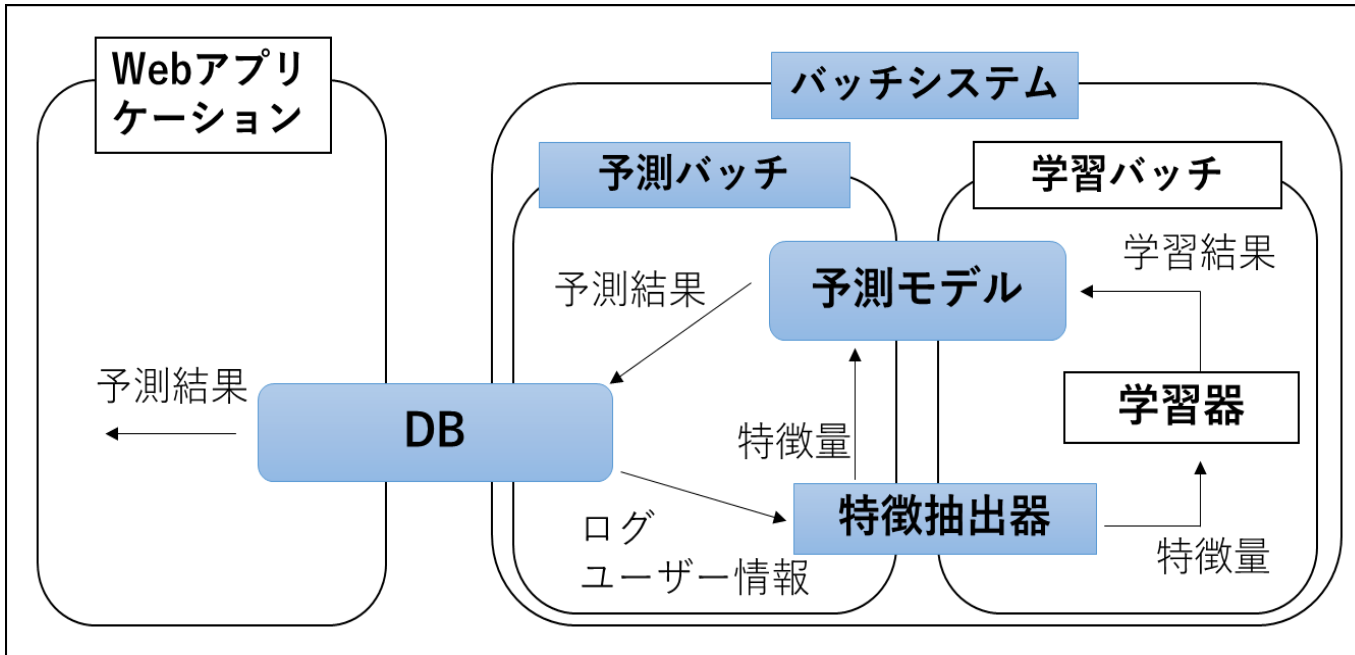 Webアプリ
ケーション
バッチシステム
予測バッチ
学習バッチ
学習結果
予測結果
予測モデル
予測結果
学習器
DB
特徴量
特徴抽出器
ログ
ユーザー情報
特徴量